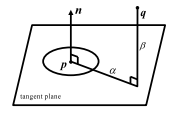 n
q
β
p
α
tangent plane